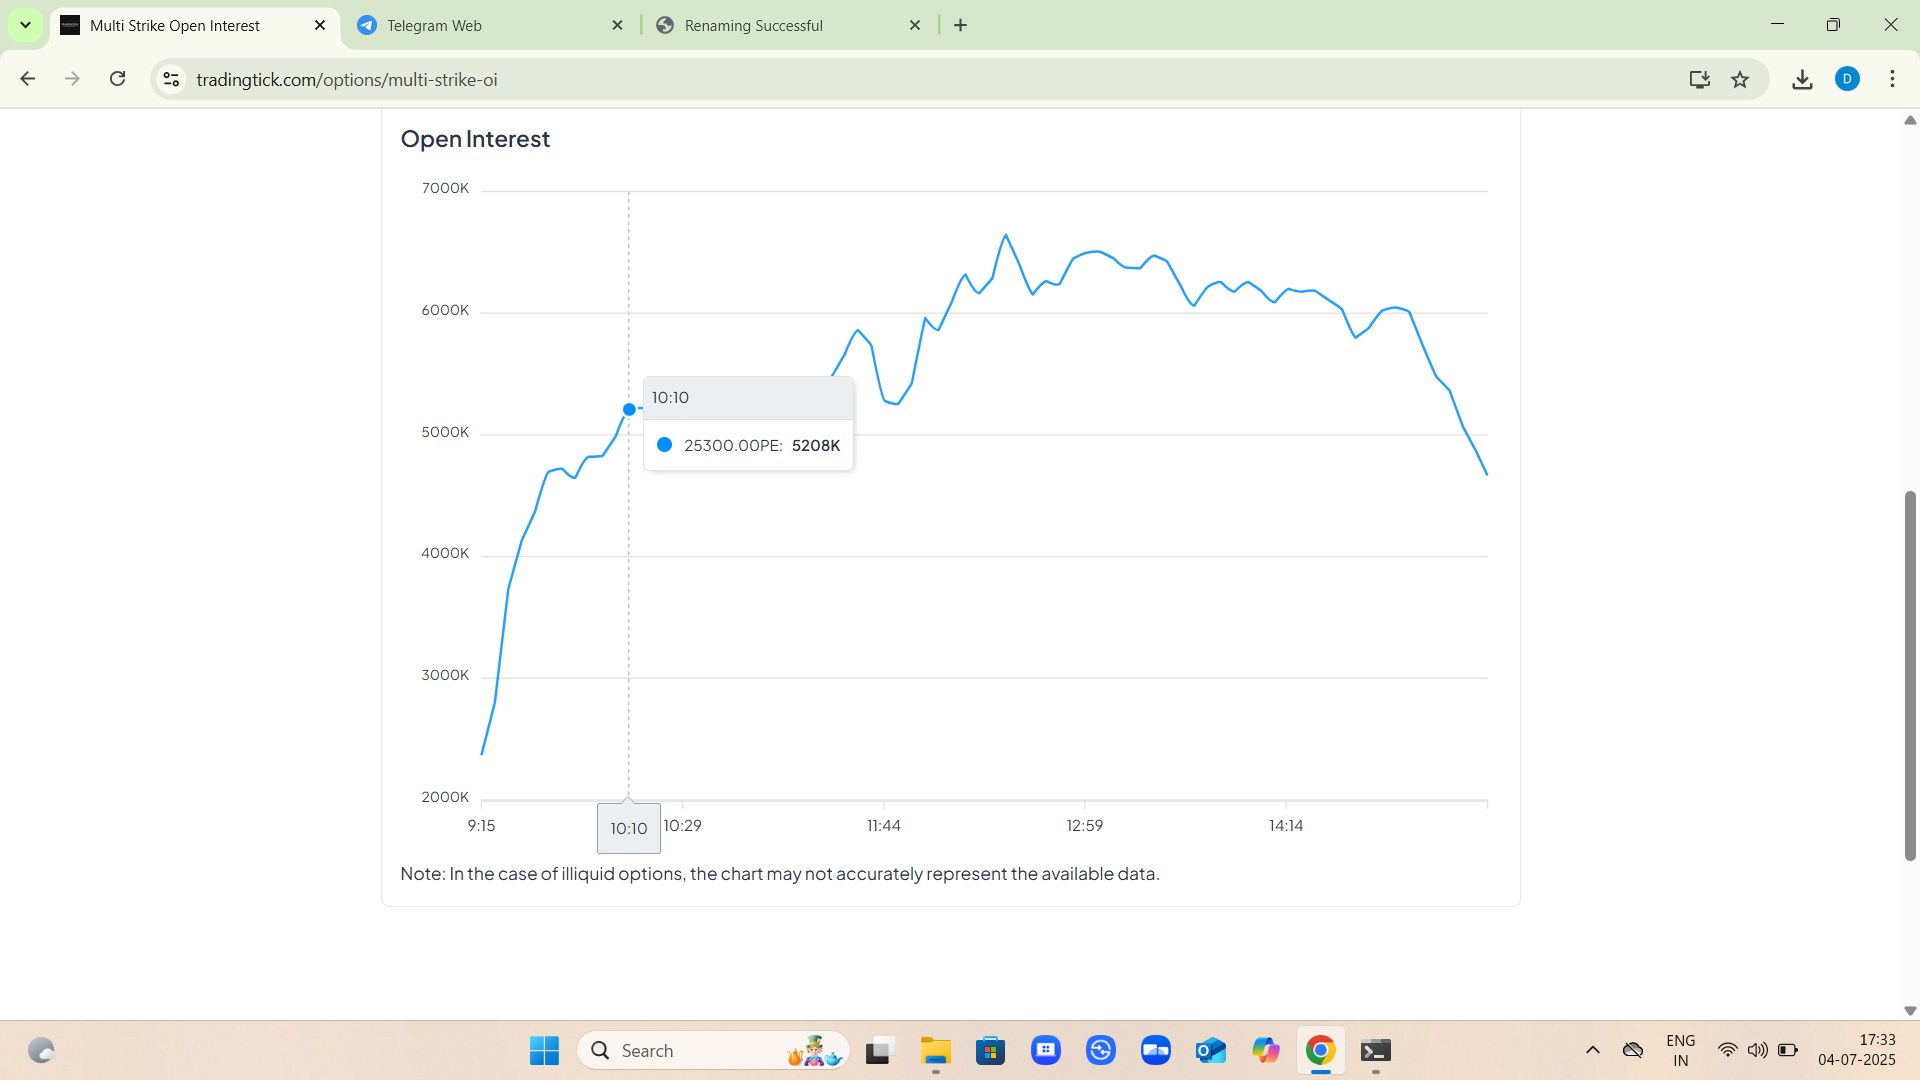 Multi Strike Open Interest
Telegram Web
Renaming Successful
tradingtick.com/options/multi-strike-oi
D
Open Interest
7000K
6000K
5000K
4000K
3000K
2000K
10:10
25300.00PE: 5208K
9:15
10:10
10:29
11:44
12:59
14:14
Note: In the case of illiquid options, the chart may not accurately represent the available data.
Search
ENG
IN
17:33
04-07-2025